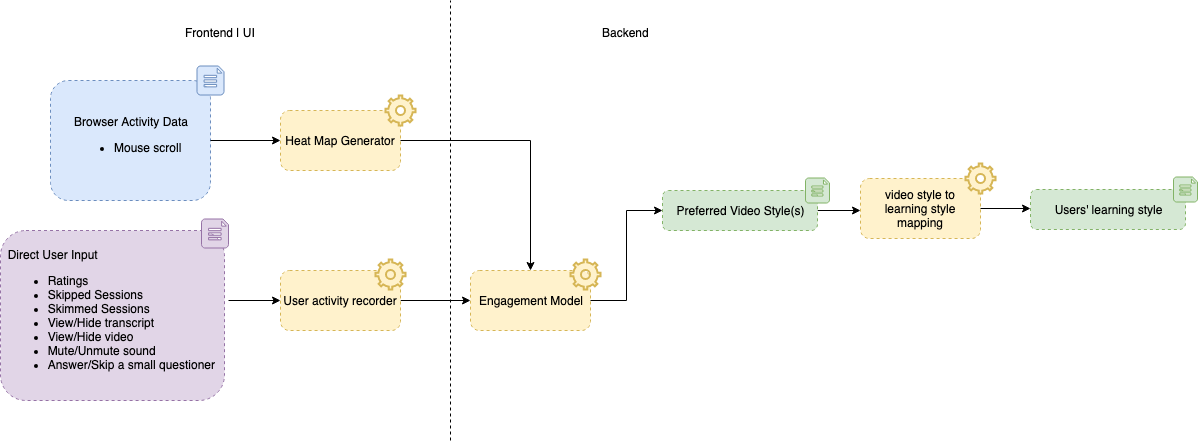 Frontend | UI
Backend
Browser Activity Data
• Mouse scroll
Heat Map Generator
Direct User Input
• Ratings
• Skipped Sessions
• Skimmed Sessions
• View/Hide transcript
• View/Hide video
• Mute/Unmute sound
• Answer/Skip a small questioner
User activity recorder
Engagement Model
Preferred Video Style(s)
video style to
learning style
mapping
Users' learning style